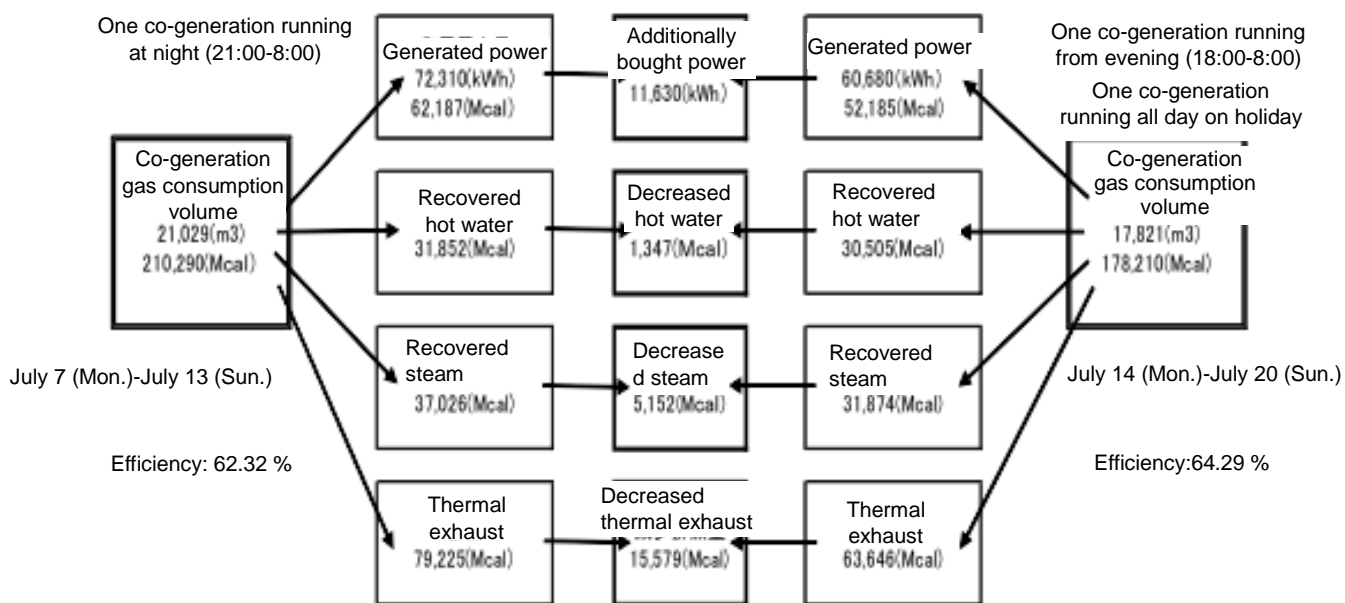 One co-generation running
at night (21:00-8:00)
Co-generation
gas consumption
volume
21,029(m3)
210,290(Mcal)
July 7 (Mon.)-July 13 (Sun.)
Efficiency: 62.32 %
Generated power
72,310(kWh)
62,187(Mcal)
Recovered
hot water
31,852(Mcal)
Recovered
steam
37,026(Mcal)
Thermal
exhaust
79,225(Mcal)
Additionally
bought power
11,630(kWh)
Decreased
hot water
1,347(Mcal)
Decrease
d steam
5,152(Mcal)
Decreased
thermal exhaust
15,579(Mcal)
Generated power
60,680(kWh)
52,185(Mcal)
Recovered
hot water
30,505(Mcal)
Recovered
steam
31,874(Mcal)
Thermal
exhaust
63,646(Mcal)
One co-generation running
from evening (18:00-8:00)
One co-generation
running all day on holiday
Co-generation
gas consumption
volume
17,821(m3)
178,210(Mcal)
July 14 (Mon.)-July 20 (Sun.)
Efficiency:64.29 %